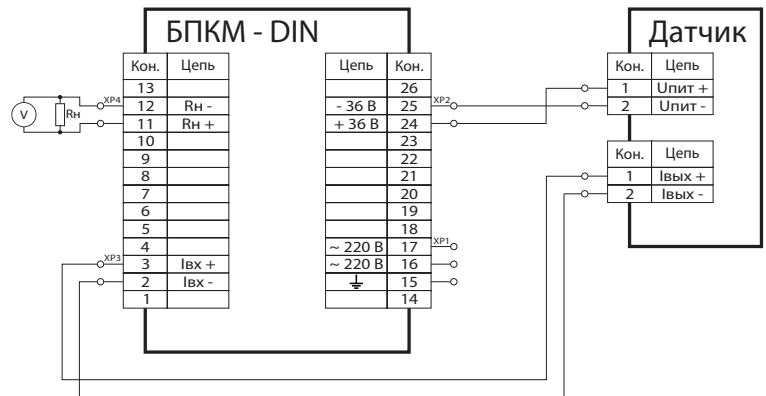 БПКМ - DIN
Датчик
Кон. Цепь
13
12 Rн -
11 Rн +
10
9
8
7
6
5
4
3 Iвх +
2 Iвх -
1
XP4
XP3
V
Rн
Цепь Кон.
26
- 36 В 25
+ 36 В 24
23
22
21
20
19
18
~ 220 В 17
~ 220 В 16
15
14
XP2
XP1
Кон. Цепь
1 Uпит +
2 Uпит -
Кон. Цепь
1 Iвых +
2 Iвых -